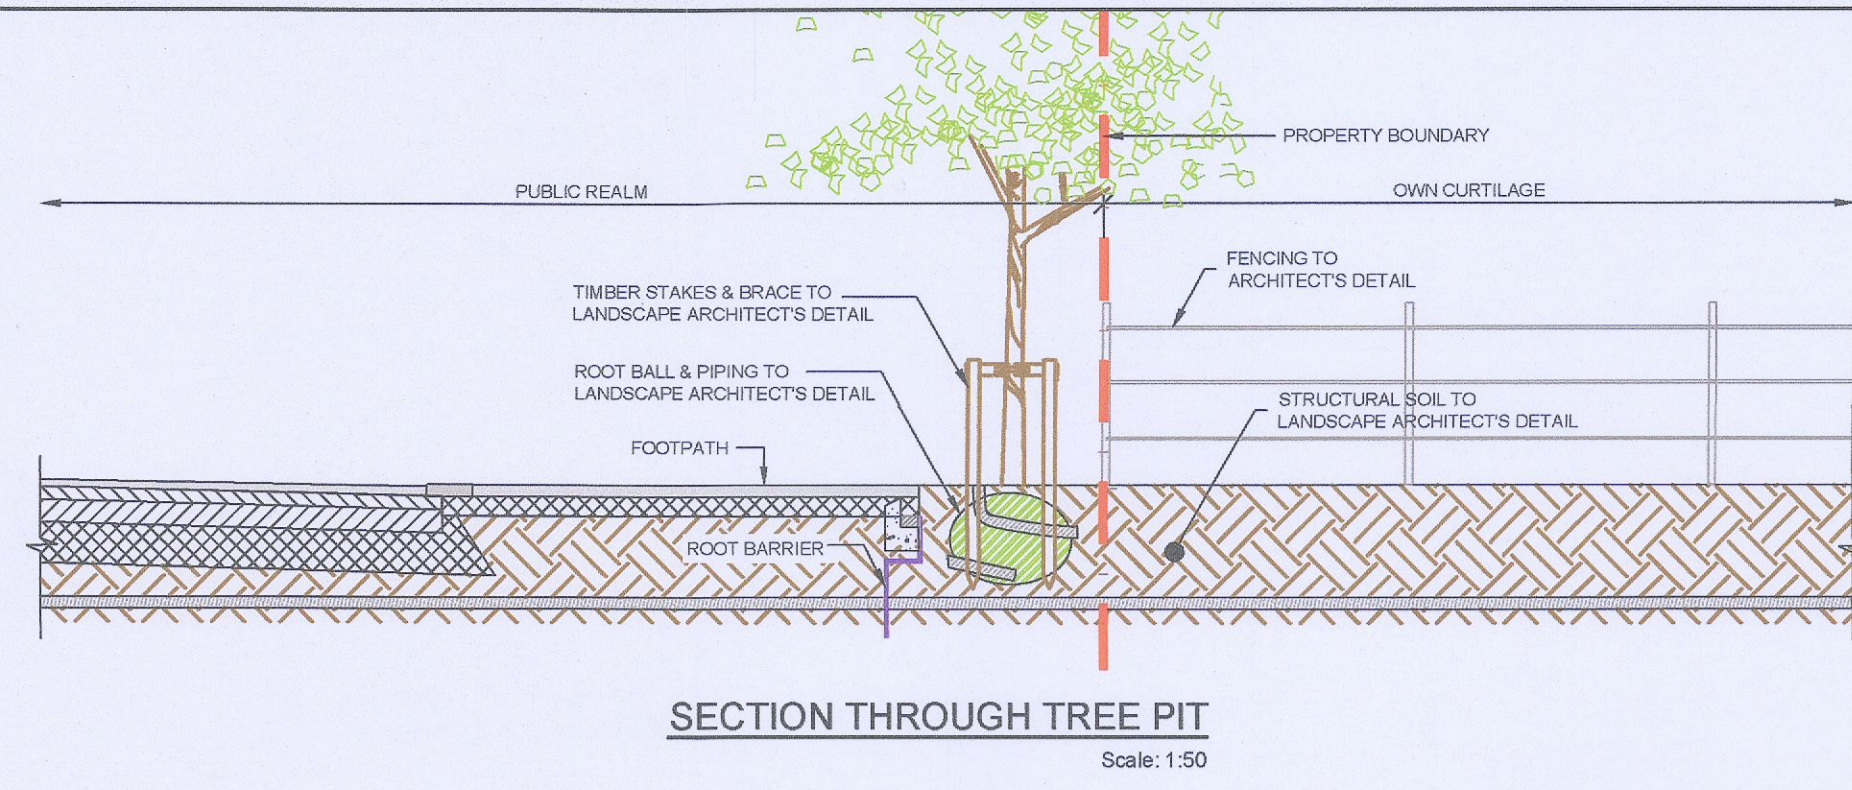 PROPERTY BOUNDARY
PUBLIC REALM
OWN CURTILAGE
FENCING TO
ARCHITECT'S DETAIL
TIMBER STAKES & BRACE TO
LANDSCAPE ARCHITECT'S DETAIL
ROOT BALL & PIPING TO
LANDSCAPE ARCHITECT'S DETAIL
STRUCTURAL SOIL TO
LANDSCAPE ARCHITECT'S DETAIL
FOOTPATH
ROOT BARRIER
SECTION THROUGH TREE PIT
Scale: 1:50